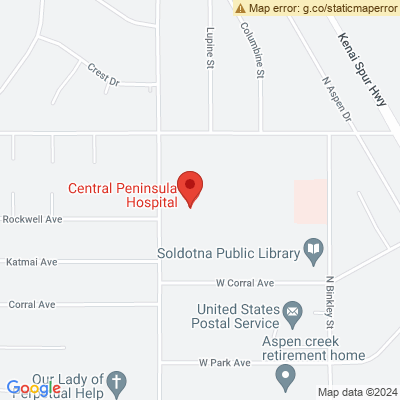 Map error: g.co/staticmaperror
Lupine St
Columbine St
Kenai Spur Hwy
Crest Dr
N Aspen Dr
Central Peninsula
Hospital
Rockwell Ave
Soldotna Public Library
Katmai Ave
W Corral Ave
N Binkley St
Corral Ave
United States
Postal Service
Aspen creek
retirement home
W Park Ave
Our Lady of
Perpetual Help
Google
Map data ©2024